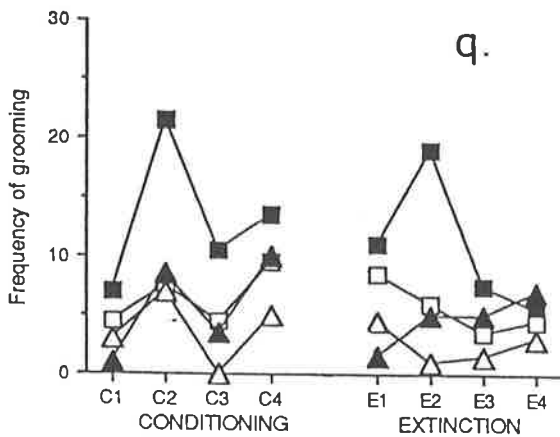 30
q.
20
Frequency of grooming
10
0
C1 C2 C3 C4 E1 E2 E3 E4
CONDITIONING EXTINCTION